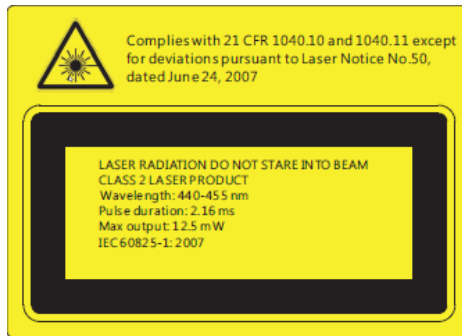 Complies with 21 CFR 1040.10 and 1040.11 except
for deviations pursuant to Laser Notice No.50,
dated June 24, 2007
LASER RADIATION DO NOT STARE INTO BEAM
CLASS 2 LASER PRODUCT
Wavelength: 440-455 nm
Pulse duration: 2.16 ms
Max output: 12.5 mW
IEC 60825-1: 2007